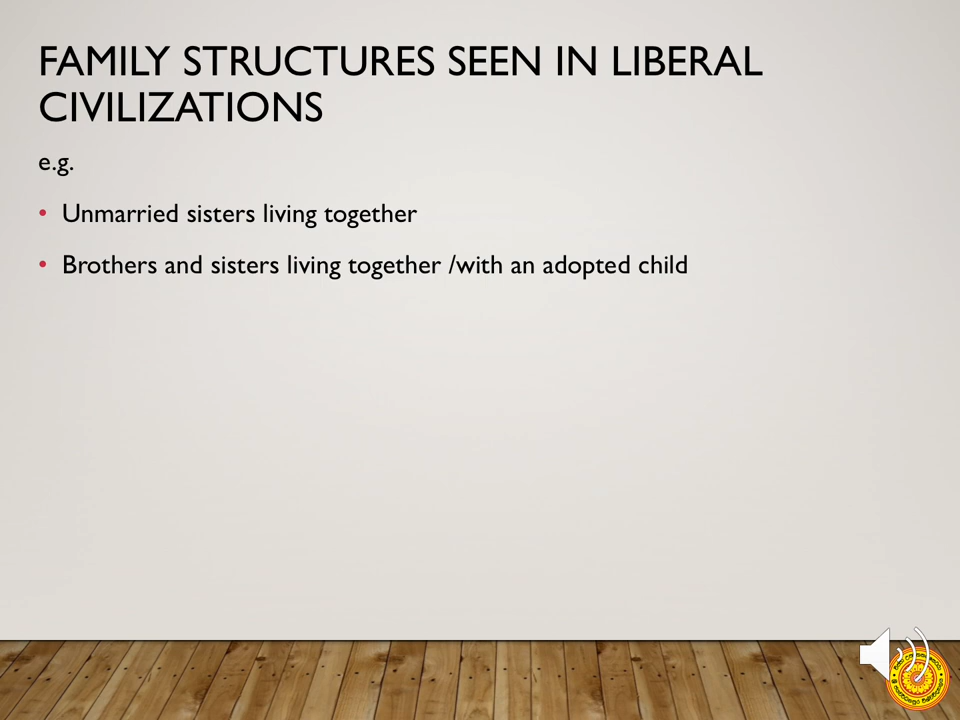 FAMILY STRUCTURES SEEN IN LIBERAL
CIVILIZATIONS
e.g.
• Unmarried sisters living together
• Brothers and sisters living together /with an adopted child